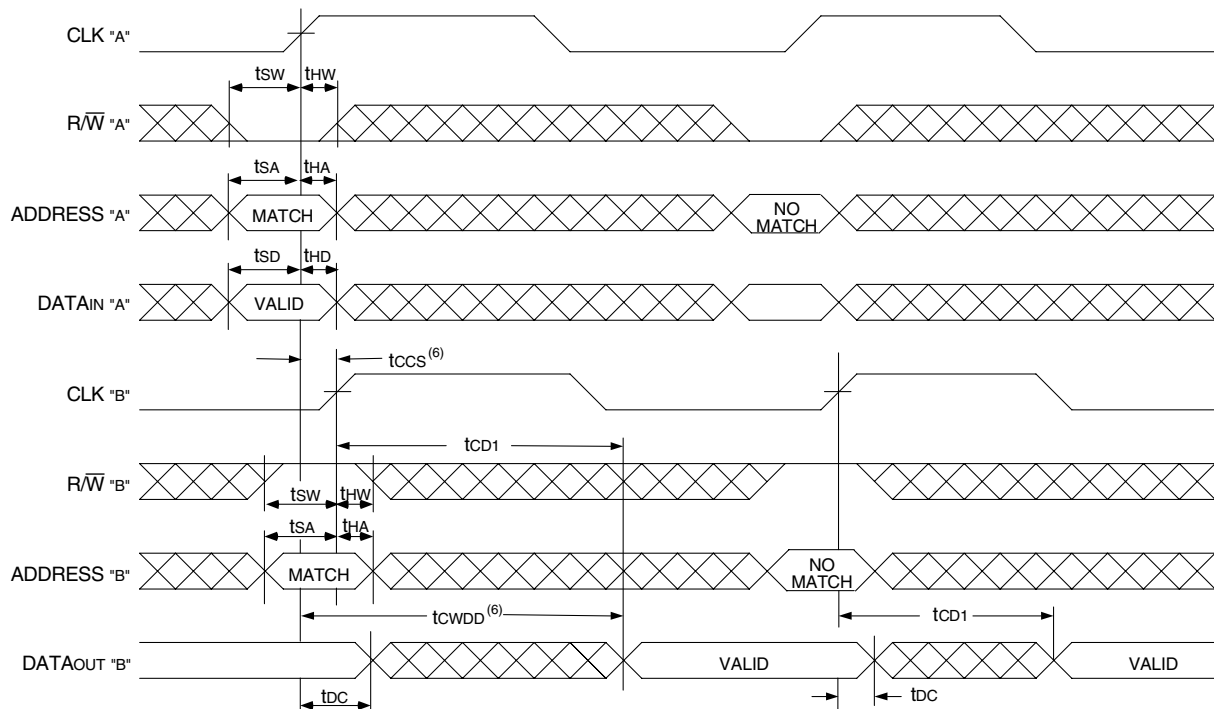 CLK "A"
tSW tHW
R/W̅ "A"
tSA tHA
ADDRESS "A" MATCH NO MATCH
tSD tHD
DATAIN "A" VALID
tCCS(6)
CLK "B"
tCD1
R/W̅ "B"
tSW tHW
tSA tHA
ADDRESS "B" MATCH NO MATCH
tCWDD(6) tCD1
DATAOUT "B" VALID VALID
tDC tDC